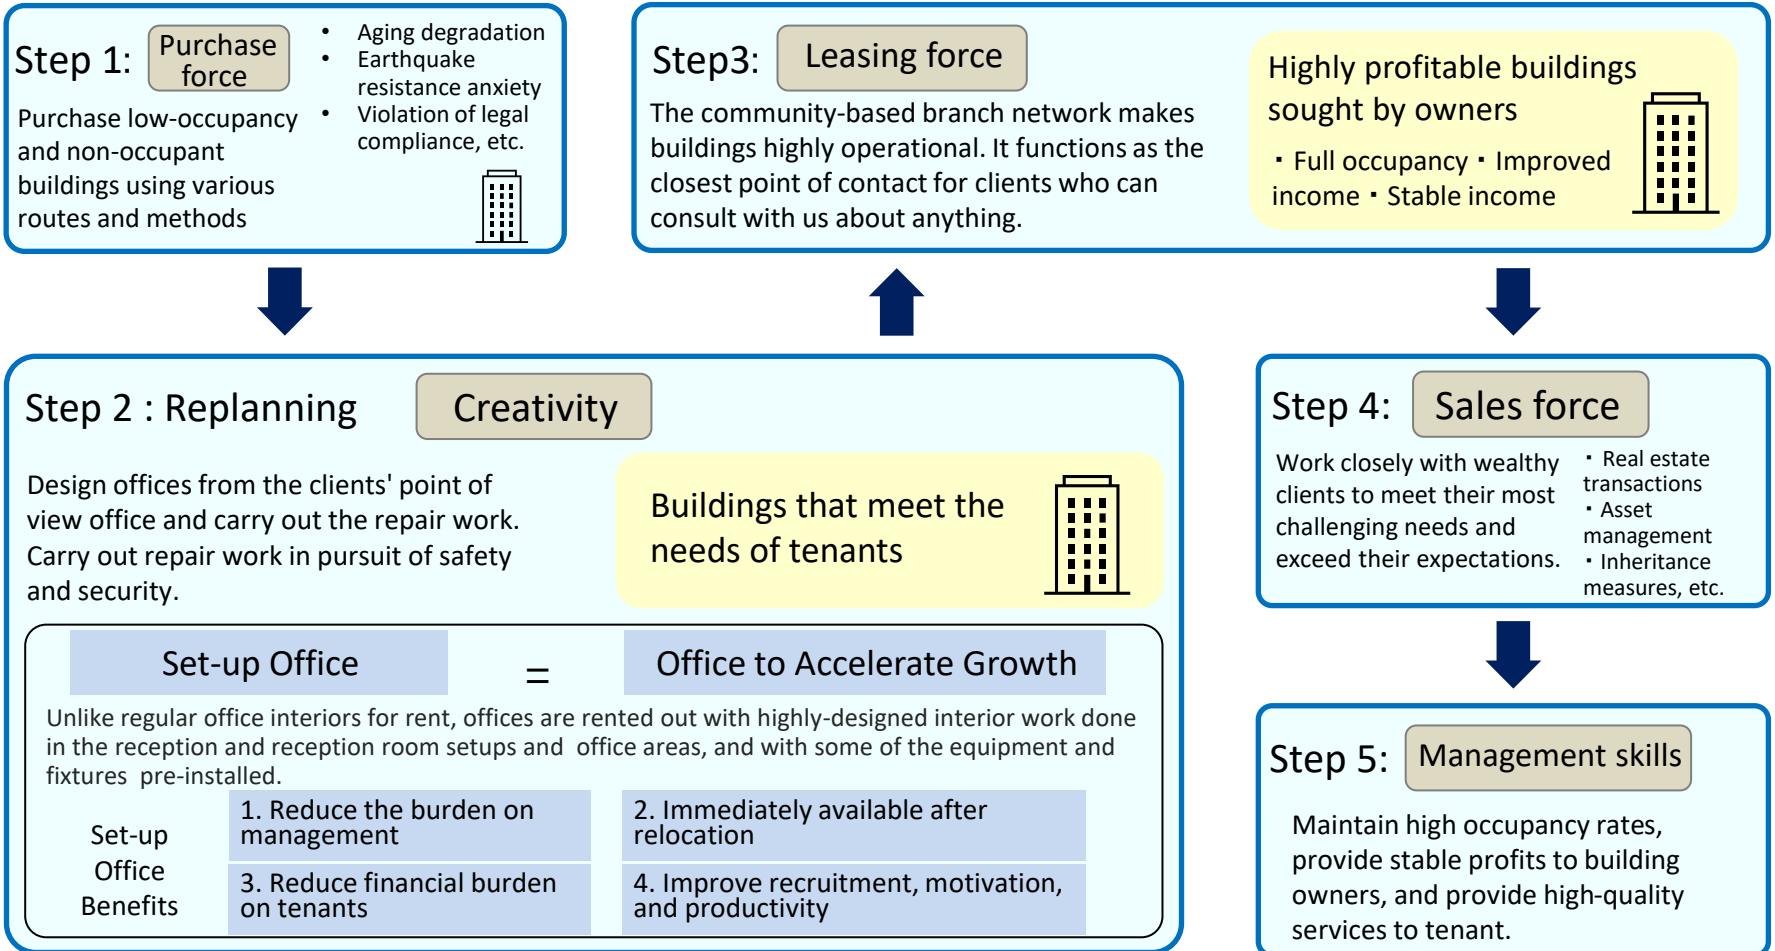 Step 1:
Purchase
force
Purchase low-occupancy
and non-occupant
buildings using various
routes and methods
• Aging degradation
• Earthquake
resistance anxiety
• Violation of legal
compliance, etc.
Step 2 : Replanning
Creativity
Design offices from the clients' point of
view office and carry out the repair work.
Carry out repair work in pursuit of safety
and security.
Buildings that meet the
needs of tenants
Set-up Office
=
Office to Accelerate Growth
Unlike regular office interiors for rent, offices are rented out with highly-designed interior work done
in the reception and reception room setups and office areas, and with some of the equipment and
fixtures pre-installed.
Set-up
Office
Benefits
1. Reduce the burden on
management
2. Immediately available after
relocation
3. Reduce financial burden
on tenants
4. Improve recruitment, motivation,
and productivity
Step3:
Leasing force
The community-based branch network makes
buildings highly operational. It functions as the
closest point of contact for clients who can
consult with us about anything.
Highly profitable buildings
sought by owners
・Full occupancy・Improved
income・Stable income
Step 4:
Sales force
Work closely with wealthy
clients to meet their most
challenging needs and
exceed their expectations.
・Real estate
transactions
・Asset
management
・Inheritance
measures, etc.
Step 5:
Management skills
Maintain high occupancy rates,
provide stable profits to building
owners, and provide high-quality
services to tenant.